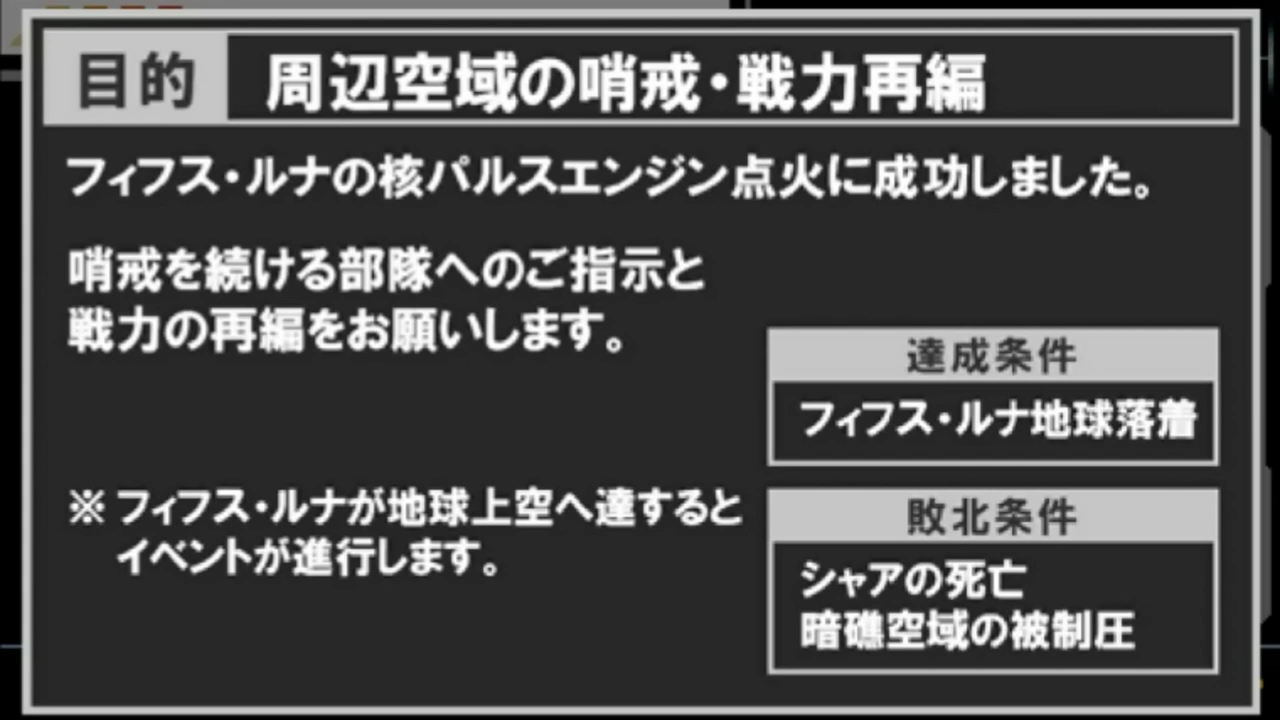 目的
周辺空域の哨戒・戦力再編
フィフス・ルナの核パルスエンジン点火に成功しました。
哨戒を続ける部隊へのご指示と
戦力の再編をお願いします。
達成条件
フィフス・ルナ地球落着
※ フィフス・ルナが地球上空へ達すると
イベントが進行します。
敗北条件
シャアの死亡
暗礁空域の被制圧